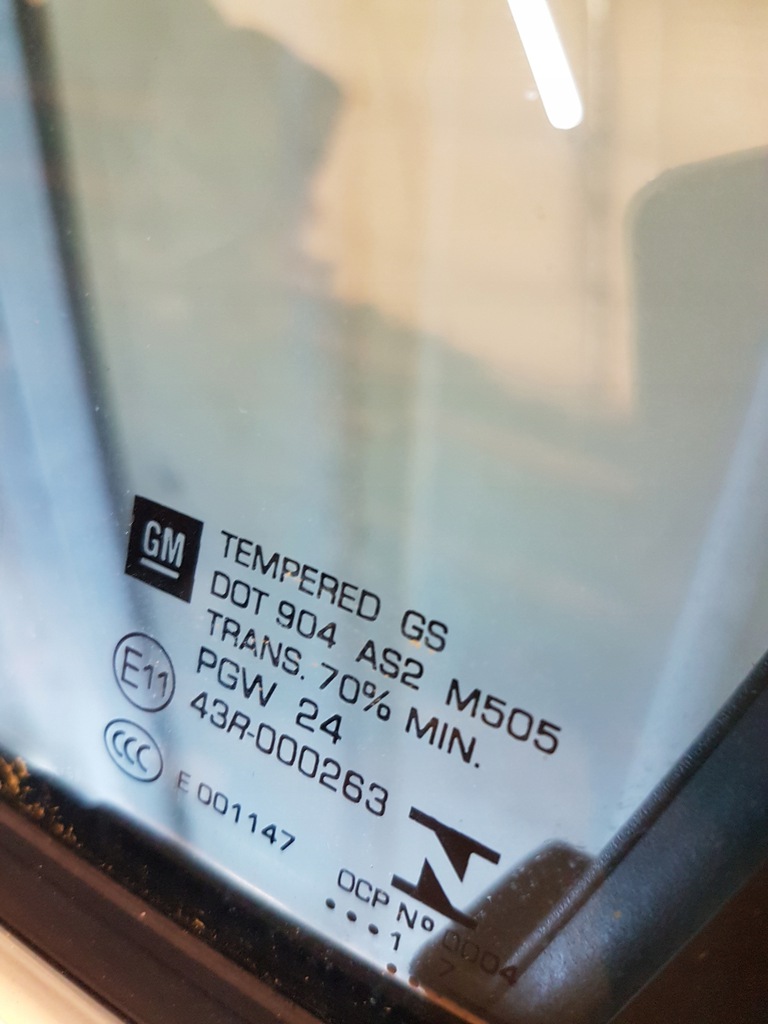 GM
TEMPERED GS
DOT 904 AS2 M505
TRANS. 70% MIN.
PGW 24
E11
43R-000263
CCC
E 001147
OCP Nº 0004
•••1
•• 7